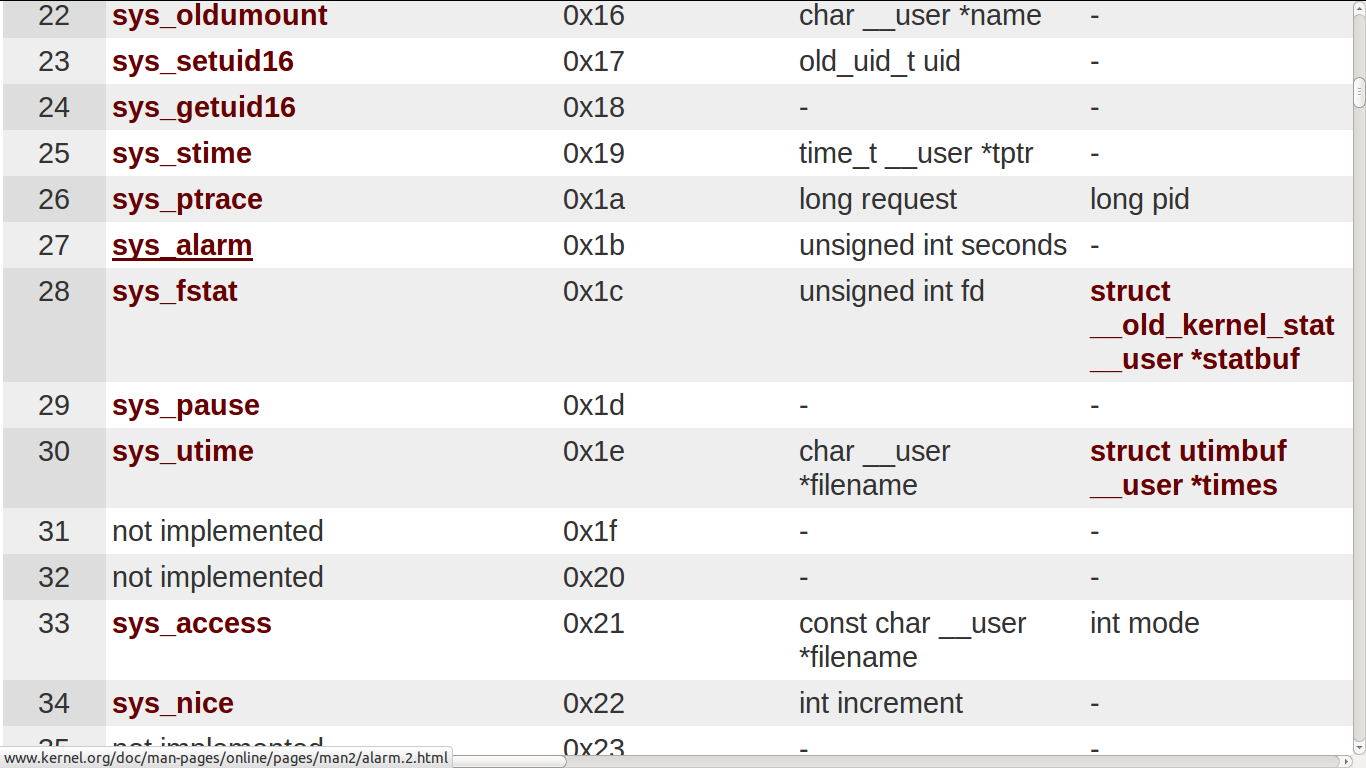 22 sys_oldumount 0x16 char __user *name -
23 sys_setuid16 0x17 old_uid_t uid -
24 sys_getuid16 0x18 - -
25 sys_stime 0x19 time_t __user *tptr -
26 sys_ptrace 0x1a long request long pid
27 sys_alarm 0x1b unsigned int seconds -
28 sys_fstat 0x1c unsigned int fd struct
__old_kernel_stat
__user *statbuf
29 sys_pause 0x1d - -
30 sys_utime 0x1e char __user struct utimbuf
*filename __user *times
31 not implemented 0x1f - -
32 not implemented 0x20 - -
33 sys_access 0x21 const char __user int mode
*filename
34 sys_nice 0x22 int increment -
35 not implemented 0x23 - -
www.kernel.org/doc/man-pages/online/pages/man2/alarm.2.html